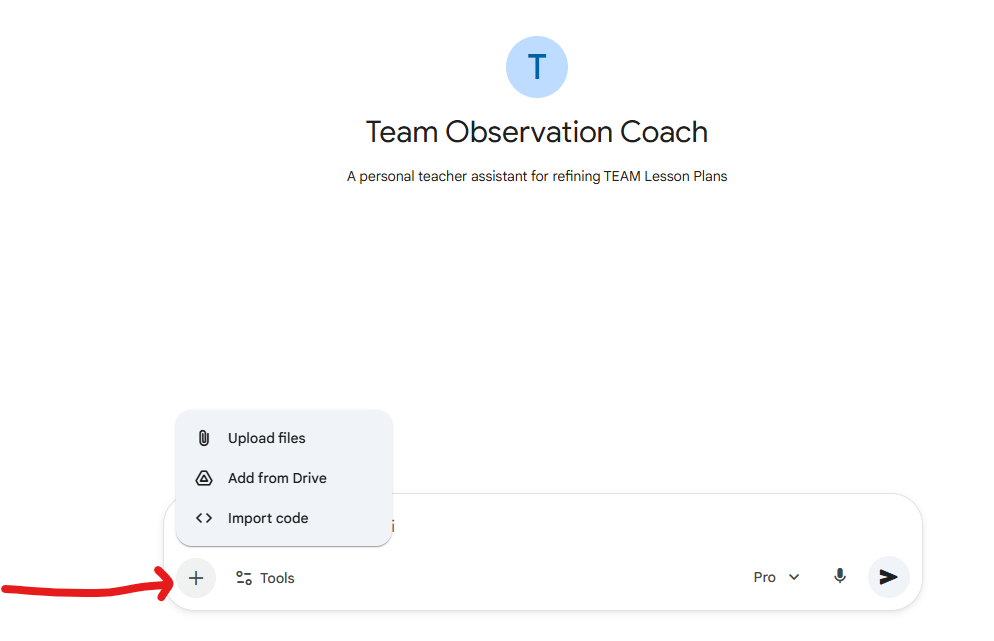 T
Team Observation Coach
A personal teacher assistant for refining TEAM Lesson Plans
Upload files
Add from Drive
Import code
i
Tools
Pro